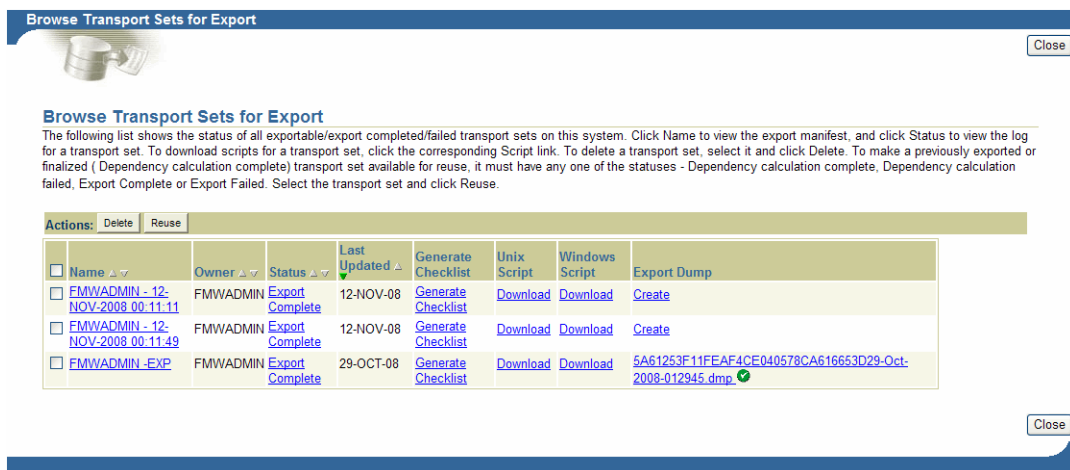 Browse Transport Sets for Export
Close
Browse Transport Sets for Export
The following list shows the status of all exportable/export completed/failed transport sets on this system. Click Name to view the export manifest, and click Status to view the log
for a transport set. To download scripts for a transport set, click the corresponding Script link. To delete a transport set, select it and click Delete. To make a previously exported or
finalized ( Dependency calculation complete) transport set available for reuse, it must have any one of the statuses - Dependency calculation complete, Dependency calculation
failed, Export Complete or Export Failed. Select the transport set and click Reuse.
Actions: Delete Reuse
Name Owner Status Last Updated Generate Checklist Unix Script Windows Script Export Dump
FMWADMIN - 12- FMWADMIN Export 12-NOV-08 Generate Download Download Create
NOV-2008 00:11:11 Complete Checklist
FMWADMIN - 12- FMWADMIN Export 12-NOV-08 Generate Download Download Create
NOV-2008 00:11:49 Complete Checklist
FMWADMIN -EXP FMWADMIN Export 29-OCT-08 Generate Download Download 5A61253F11FEAF4CE040578CA616653D29-Oct-
Complete Checklist 2008-012945.dmp
Close